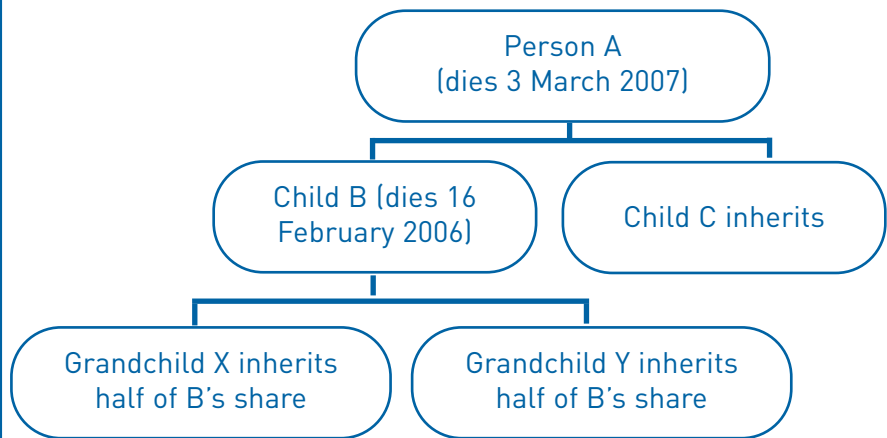 Person A
(dies 3 March 2007)
Child B (dies 16
February 2006)
Child C inherits
Grandchild X inherits
half of B’s share
Grandchild Y inherits
half of B’s share